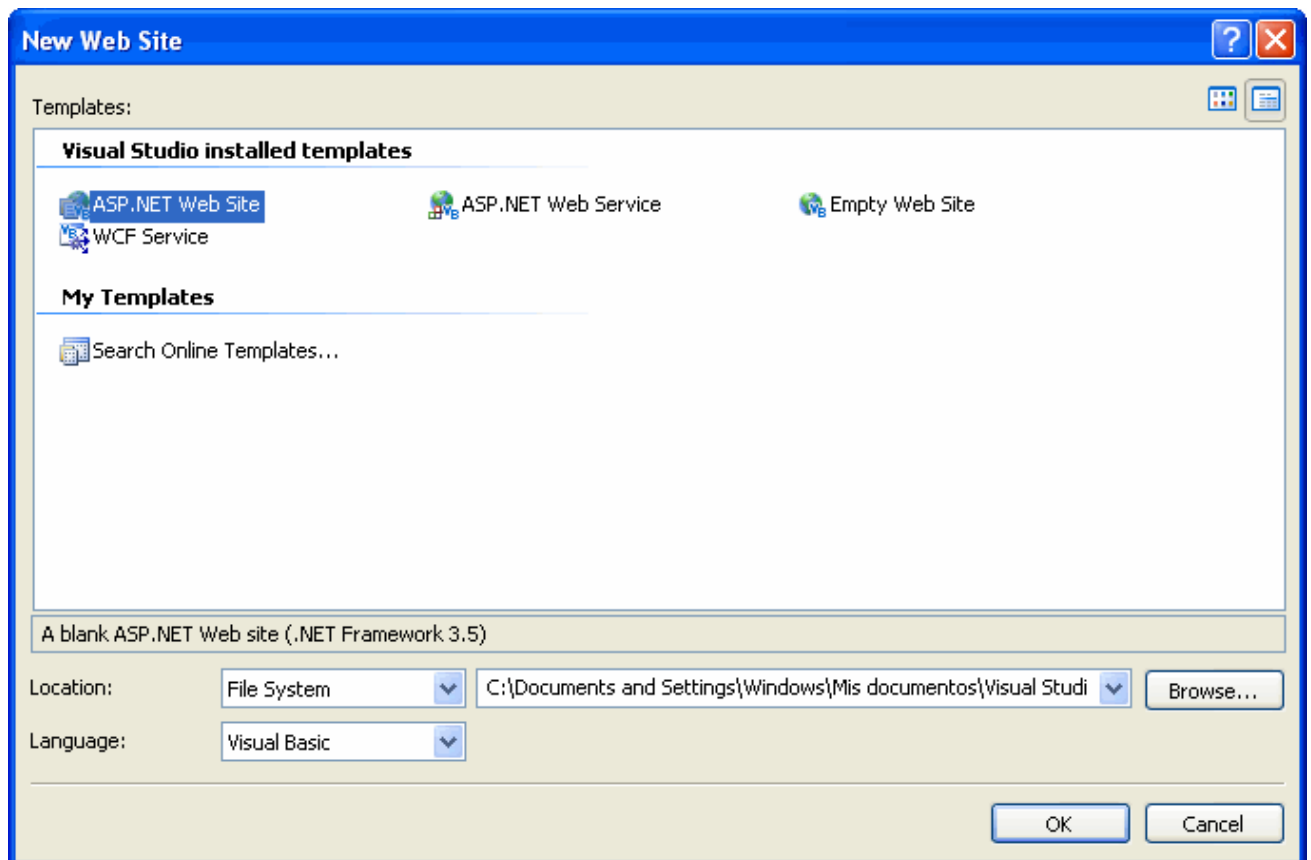 New Web Site
Templates:
Visual Studio installed templates
ASP.NET Web Site ASP.NET Web Service Empty Web Site
WCF Service
My Templates
Search Online Templates...
A blank ASP.NET Web site (.NET Framework 3.5)
Location: File System C:\Documents and Settings\Windows\Mis documentos\Visual Studi Browse...
Language: Visual Basic
OK Cancel